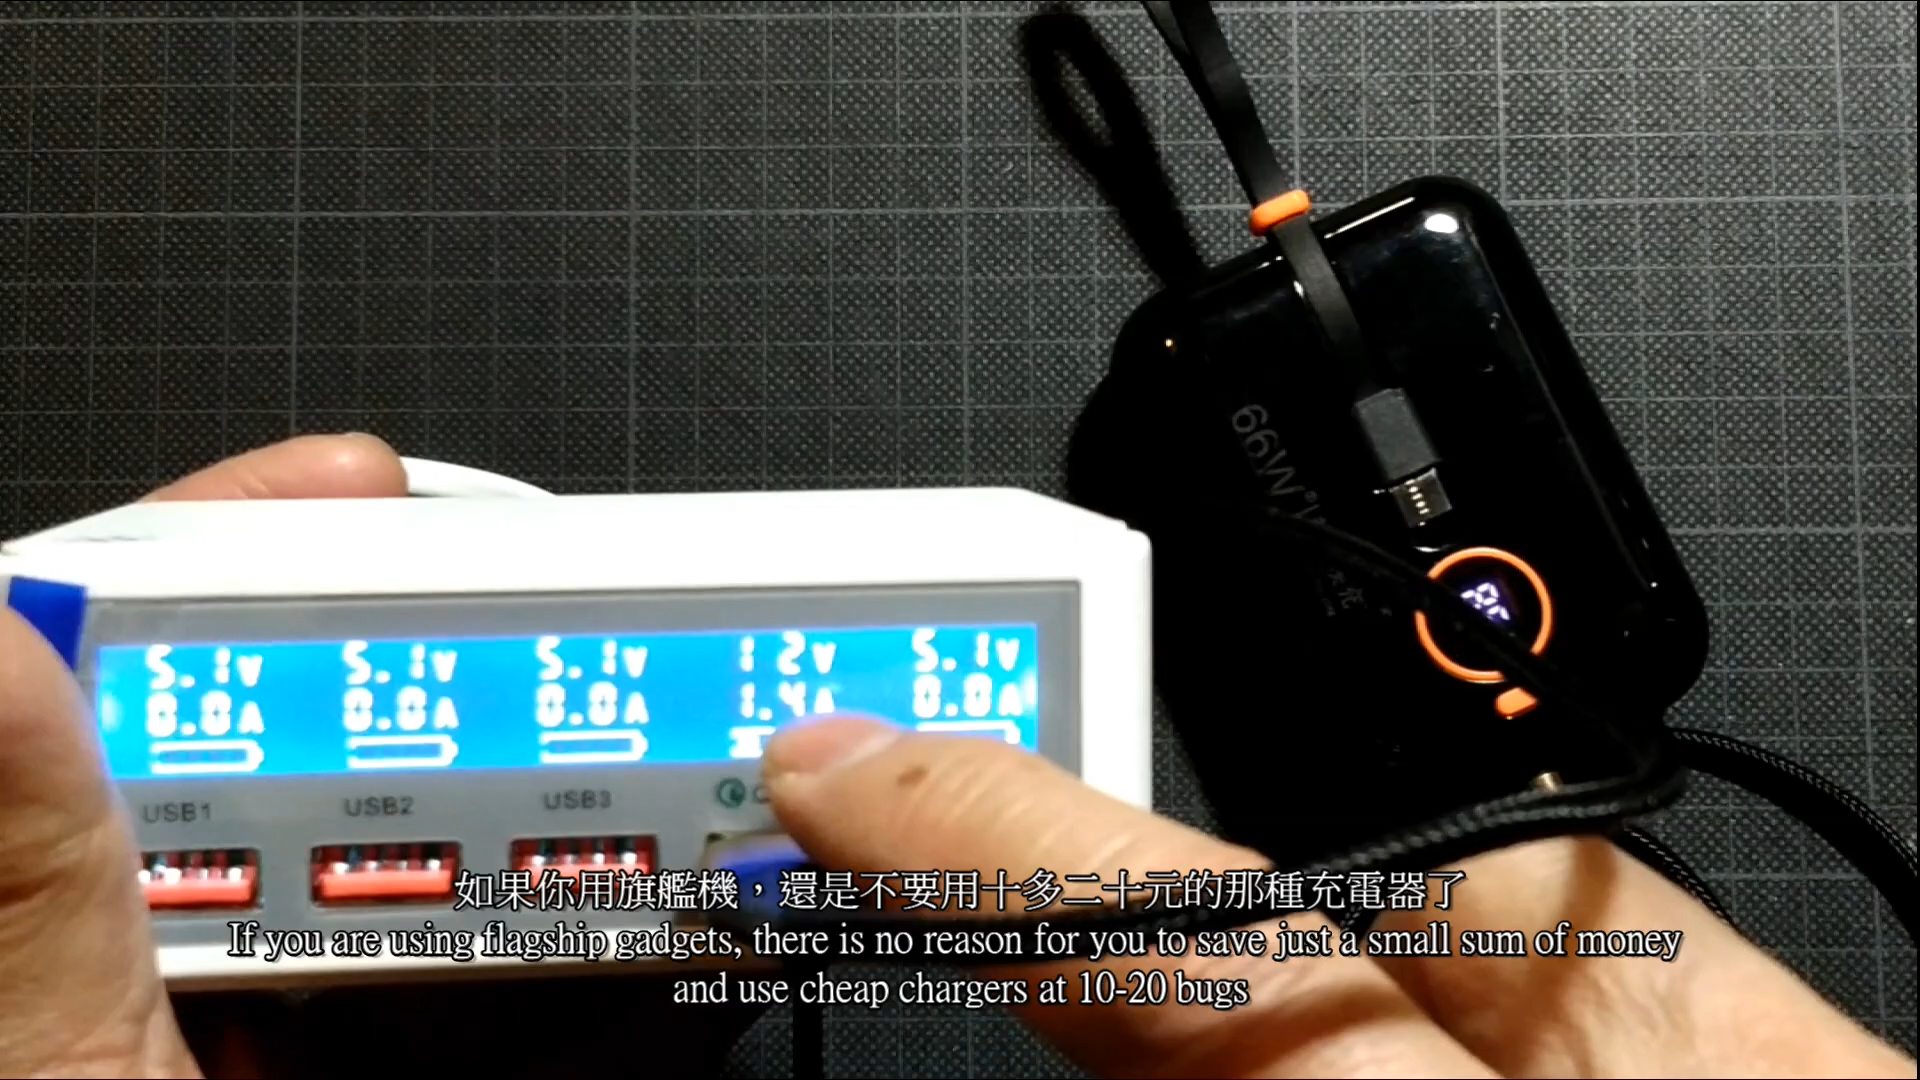 66W
5.1V 5.1V 5.1V 12V 5.1V
0.0A 0.0A 0.0A 1.4A 0.0A
USB1 USB2 USB3
如果你用旗艦機，還是不要用十多二十元的那種充電器了
If you are using flagship gadgets, there is no reason for you to save just a small sum of money
and use cheap chargers at 10-20 bugs